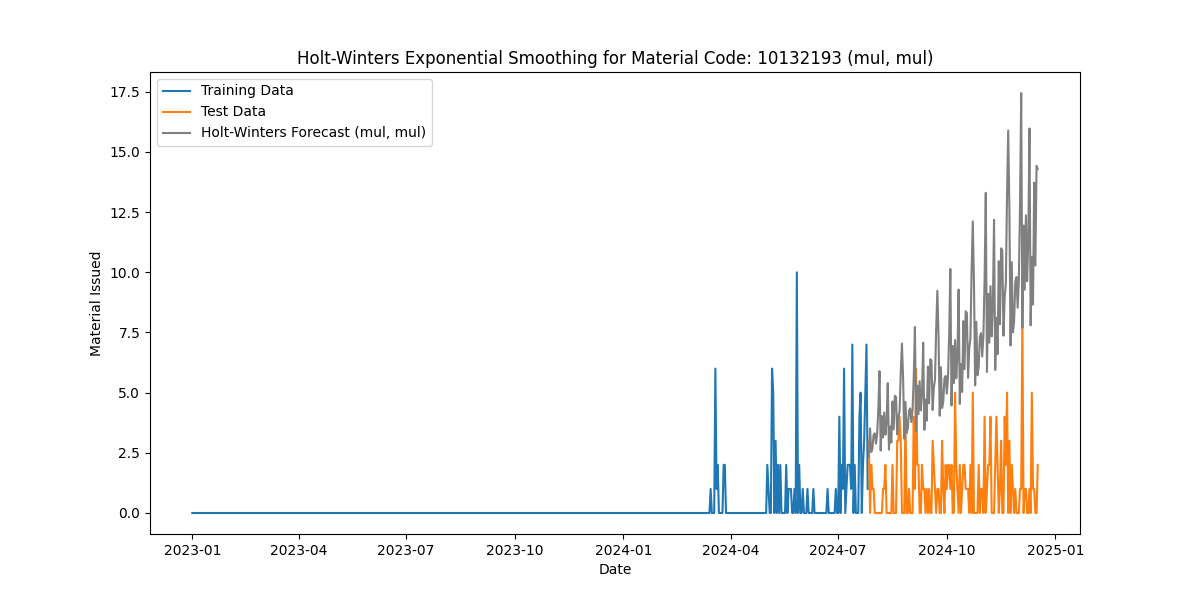 Holt-Winters Exponential Smoothing for Material Code: 10132193 (mul, mul)
Training Data
Test Data
Holt-Winters Forecast (mul, mul)
17.5
15.0
12.5
10.0
7.5
5.0
2.5
0.0
Material Issued
2023-01 2023-04 2023-07 2023-10 2024-01 2024-04 2024-07 2024-10 2025-01
Date